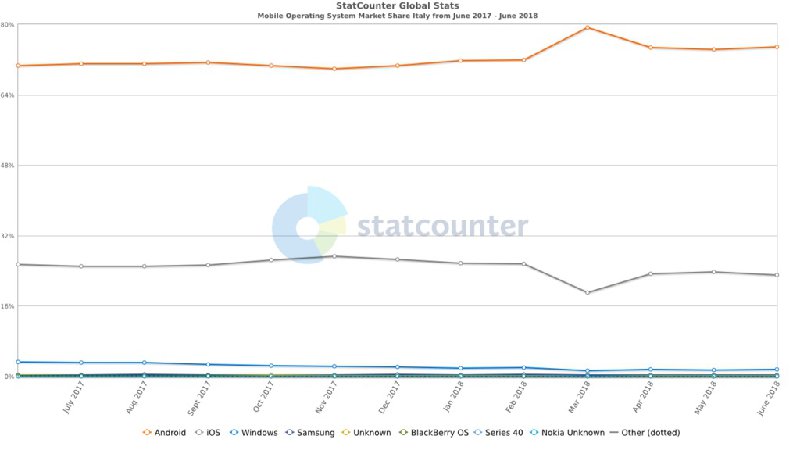 StatCounter Global Stats
Mobile Operating System Market Share Italy from June 2017 - June 2018
80%
64%
48%
statcounter
32%
16%
0%
July 2017
Aug 2017
Sept 2017
Oct 2017
Nov 2017
Dec 2017
Jan 2018
Feb 2018
Mar 2018
Apr 2018
May 2018
June 2018
Android iOS Windows Samsung Unknown BlackBerry OS Series 40 Nokia Unknown Other (dotted)